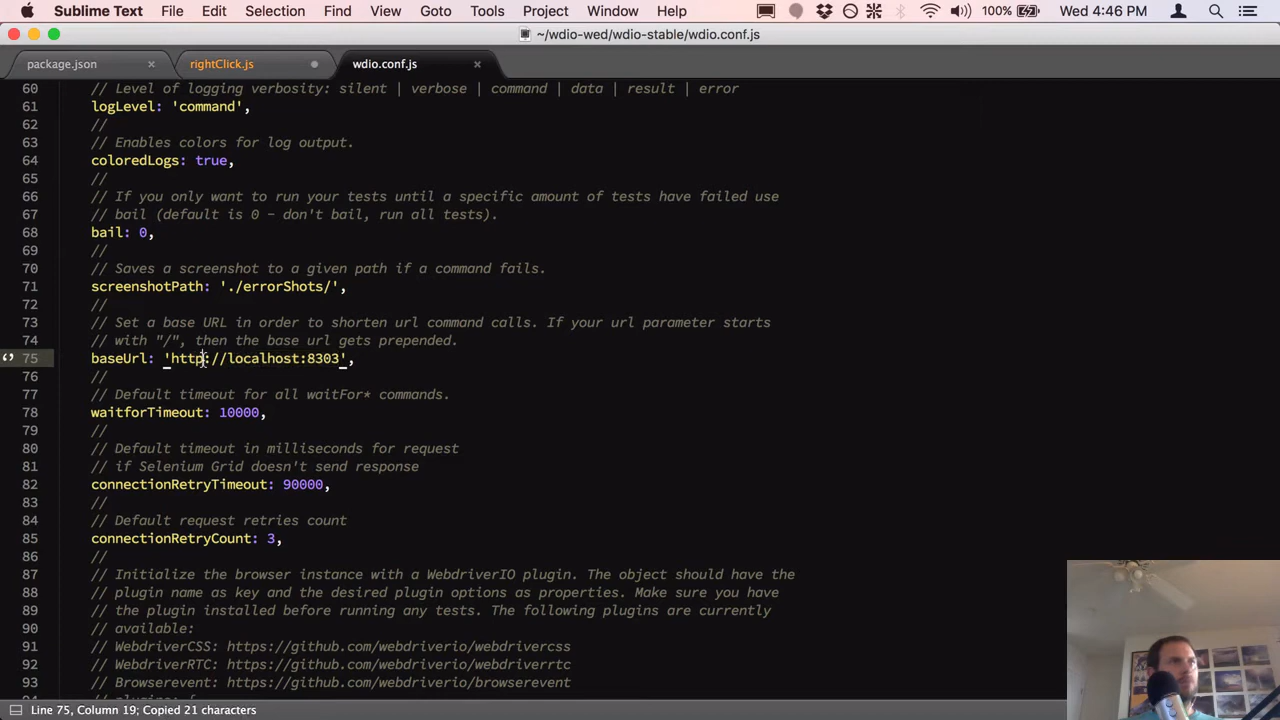 Sublime Text File Edit Selection Find View Goto Tools Project Window Help 100% Wed 4:46 PM
~/wdio-wed/wdio-stable/wdio.conf.js
package.json rightClick.js wdio.conf.js
60 // Level of logging verbosity: silent | verbose | command | data | result | error
61 logLevel: 'command',
62 //
63 // Enables colors for log output.
64 coloredLogs: true,
65 //
66 // If you only want to run your tests until a specific amount of tests have failed use
67 // bail (default is 0 - don't bail, run all tests).
68 bail: 0,
69 //
70 // Saves a screenshot to a given path if a command fails.
71 screenshotPath: './errorShots/',
72 //
73 // Set a base URL in order to shorten url command calls. If your url parameter starts
74 // with "/", then the base url gets prepended.
75 baseUrl: 'http://localhost:8303',
76 //
77 // Default timeout for all waitFor* commands.
78 waitforTimeout: 10000,
79 //
80 // Default timeout in milliseconds for request
81 // if Selenium Grid doesn't send response
82 connectionRetryTimeout: 90000,
83 //
84 // Default request retries count
85 connectionRetryCount: 3,
86 //
87 // Initialize the browser instance with a WebdriverIO plugin. The object should have the
88 // plugin name as key and the desired plugin options as properties. Make sure you have
89 // the plugin installed before running any tests. The following plugins are currently
90 // available:
91 // WebdriverCSS: https://github.com/webdriverio/webdrivercss
92 // WebdriverRTC: https://github.com/webdriverio/webdriverrtc
93 // Browserevent: https://github.com/webdriverio/browserevent
94 // plugins: {
Line 75, Column 19; Copied 21 characters